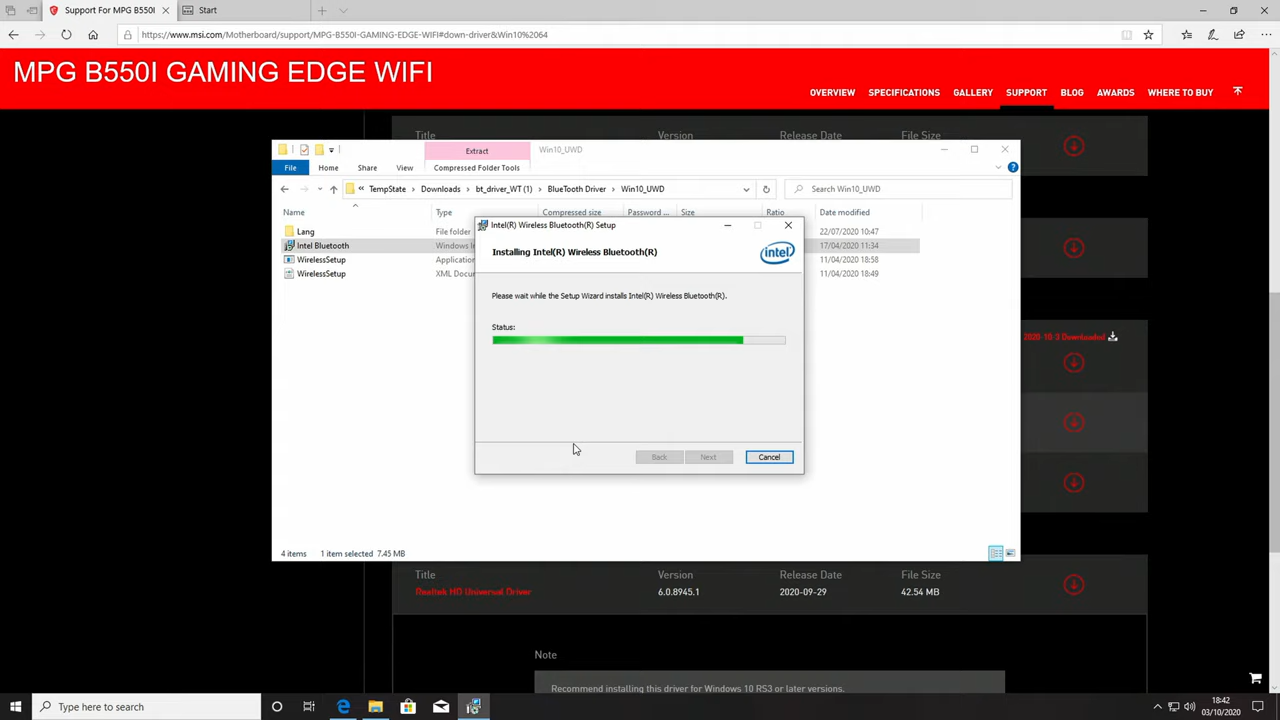 Support For MPG B550I
Start
https://www.msi.com/Motherboard/support/MPG-B550I-GAMING-EDGE-WIFI#down-driver&Win10%2064
MPG B550I GAMING EDGE WIFI
OVERVIEW SPECIFICATIONS GALLERY SUPPORT BLOG AWARDS WHERE TO BUY
Title Version Release Date File Size
Extract Win10_UWD
File Home Share View Compressed Folder Tools
« TempState › Downloads › bt_driver_WT (1) › BlueTooth Driver › Win10_UWD
Search Win10_UWD
Name Type Compressed size Password ... Size Ratio Date modified
Lang File folder 22/07/2020 10:47
Intel Bluetooth Windows In 17/04/2020 11:34
WirelessSetup Application 11/04/2020 18:58
WirelessSetup XML Docu 11/04/2020 18:49
Intel(R) Wireless Bluetooth(R) Setup
Installing Intel(R) Wireless Bluetooth(R)
intel
Please wait while the Setup Wizard installs Intel(R) Wireless Bluetooth(R).
Status:
Back Next Cancel
2020-10-3 Downloaded
4 items 1 item selected 7.45 MB
Title Version Release Date File Size
Realtek HD Universal Driver 6.0.8945.1 2020-09-29 42.54 MB
Note
Recommend installing this driver for Windows 10 RS3 or later versions.
Type here to search
18:42
03/10/2020